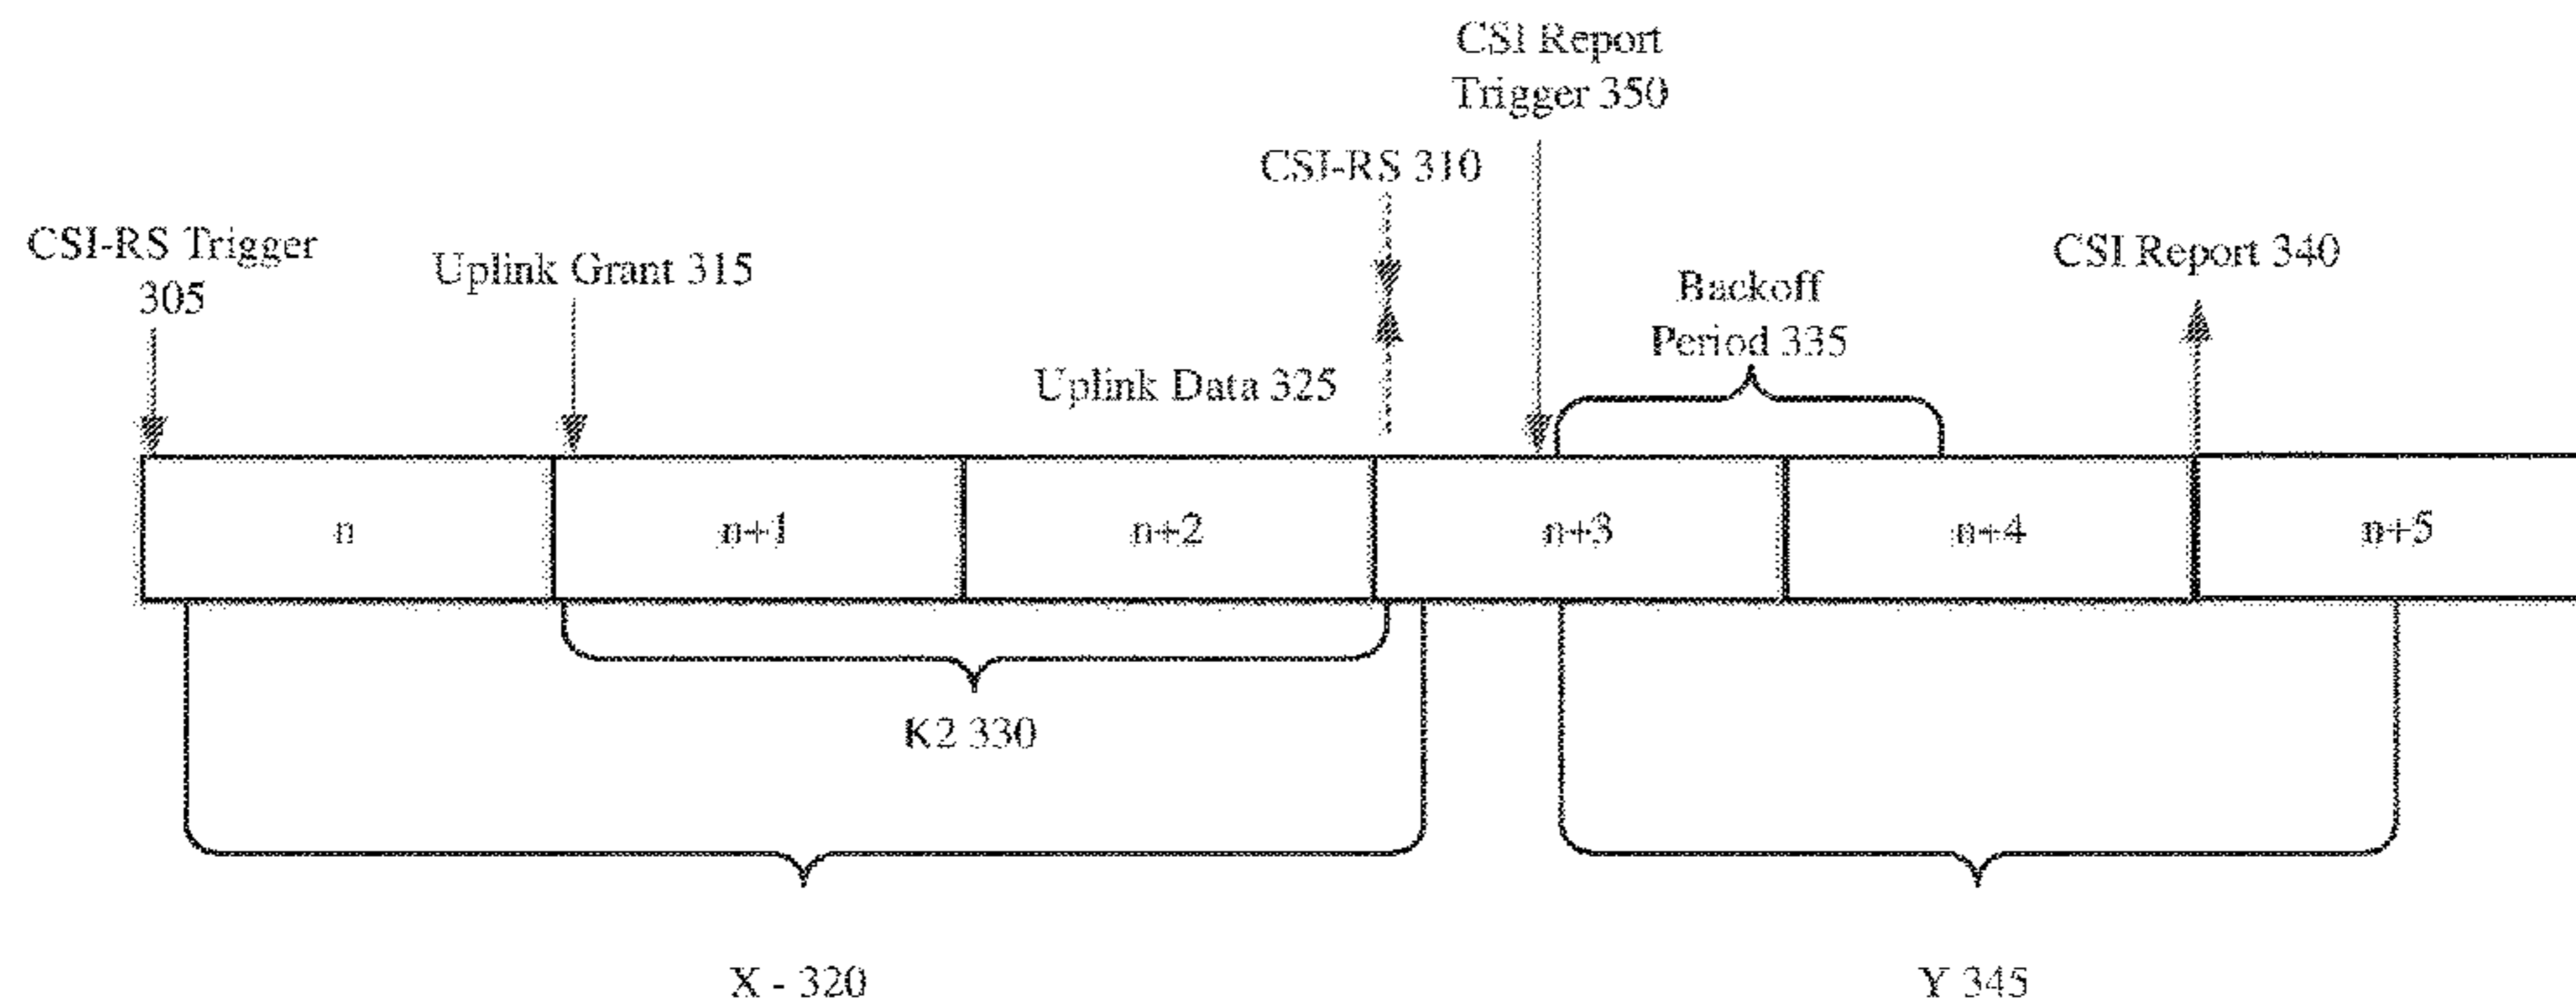 CSI Report
Trigger 350
CSI-RS 310
CSI-RS Trigger
305
Uplink Grant 315
CSI Report 340
Backoff
Period 335
Uplink Data 325
n
n+1
n+2
n+3
n+4
n+5
K2 330
X - 320
Y 345